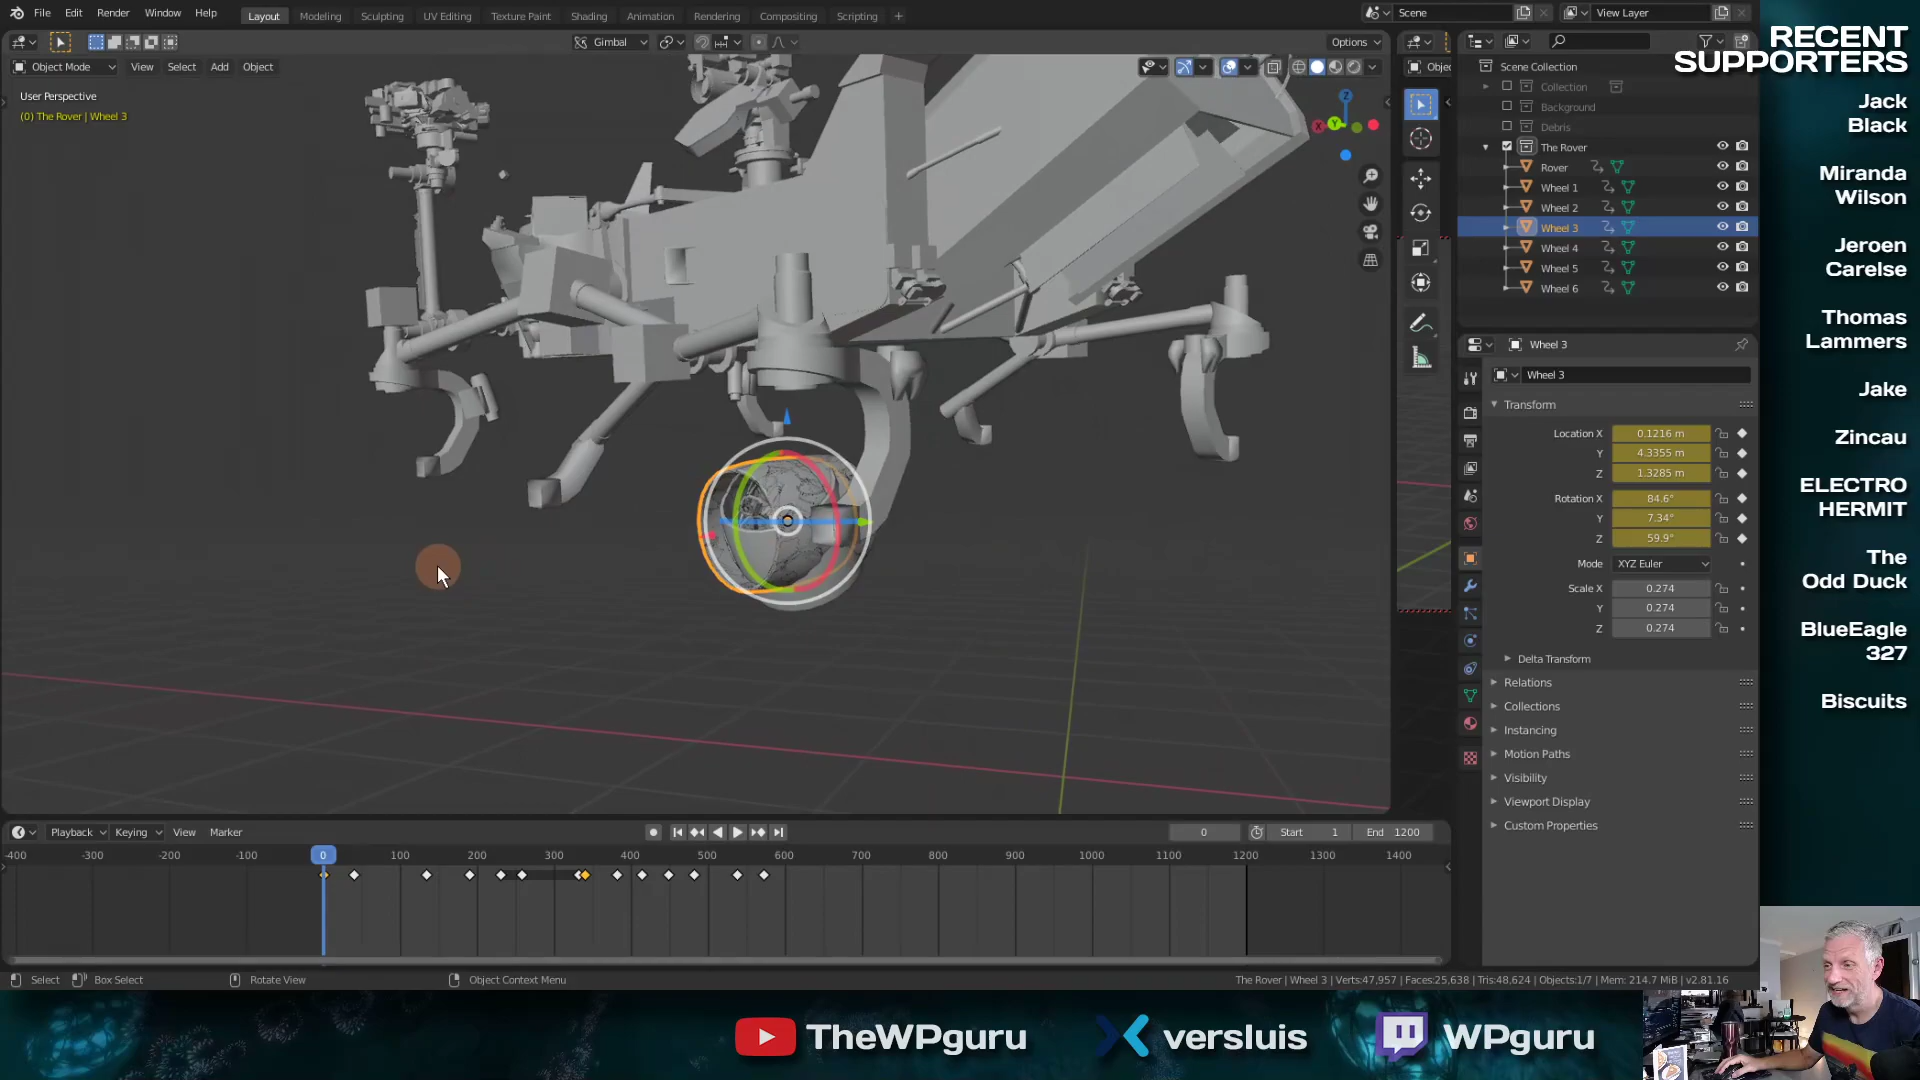 File Edit Render Window Help
Layout Modeling Sculpting UV Editing Texture Paint Shading Animation Rendering Compositing Scripting +
Scene
View Layer
Gimbal
Options
Object Mode View Select Add Object
User Perspective
(0) The Rover | Wheel 3
Z
Y
X
Scene Collection
Collection
Background
Debris
The Rover
Rover
Wheel 1
Wheel 2
Wheel 3
Wheel 4
Wheel 5
Wheel 6
Wheel 3
Wheel 3
Transform
Location X 0.1216 m
Y 4.3355 m
Z 1.3285 m
Rotation X 84.6°
Y 7.34°
Z 59.9°
Mode XYZ Euler
Scale X 0.274
Y 0.274
Z 0.274
Delta Transform
Relations
Collections
Instancing
Motion Paths
Visibility
Viewport Display
Custom Properties
Playback Keying View Marker
0 Start 1 End 1200
-400 -300 -200 -100 0 100 200 300 400 500 600 700 800 900 1000 1100 1200 1300 1400
Select Box Select Rotate View Object Context Menu
The Rover | Wheel 3 | Verts:47,957 | Faces:25,638 | Tris:48,624 | Objects:1/7 | Mem: 214.7 MiB | v2.81.16
RECENT
SUPPORTERS
Jack
Black
Miranda
Wilson
Jeroen
Carelse
Thomas
Lammers
Jake
Zincau
ELECTRO
HERMIT
The
Odd Duck
BlueEagle
327
Biscuits
TheWPguru versluis WPguru